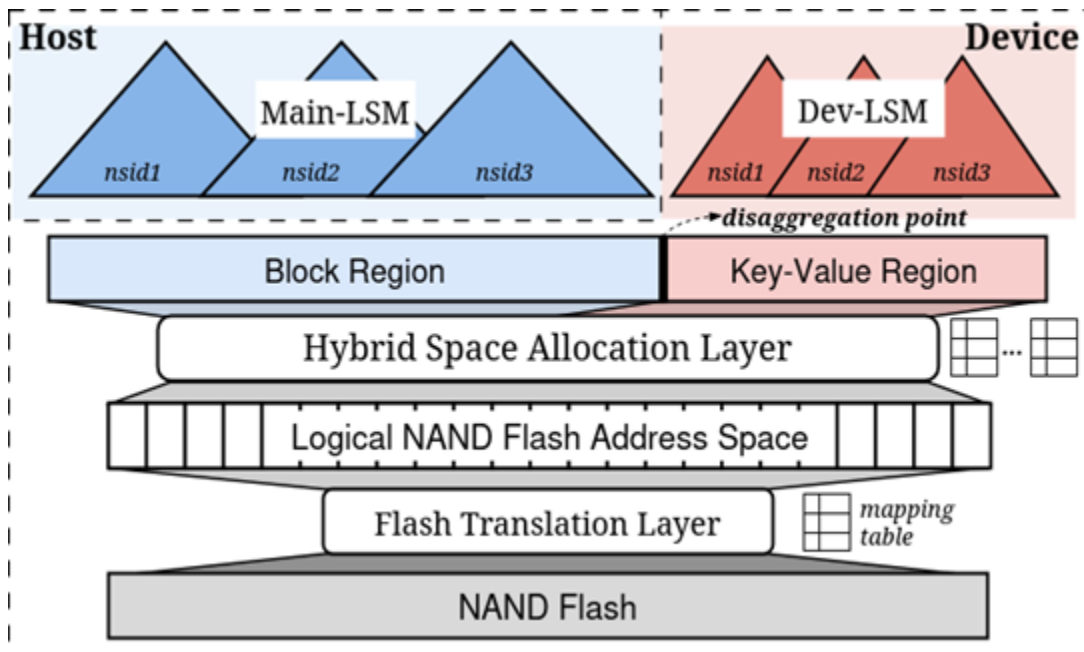 Host
Device
Main-LSM
Dev-LSM
nsid1
nsid2
nsid3
nsid1
nsid2
nsid3
disaggregation point
Block Region
Key-Value Region
Hybrid Space Allocation Layer
...
Logical NAND Flash Address Space
Flash Translation Layer
mapping
table
NAND Flash